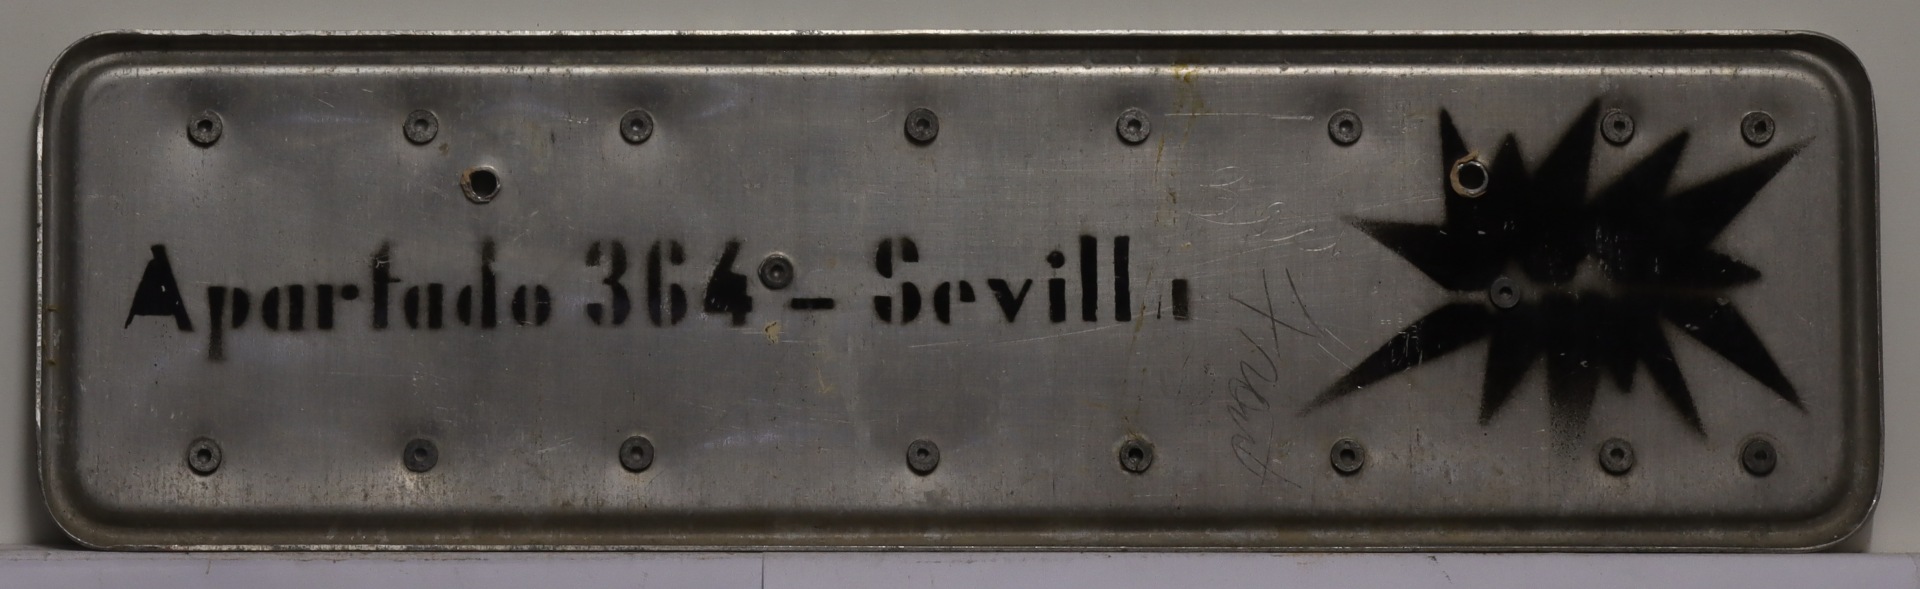 Apartado 364 - Sevilla